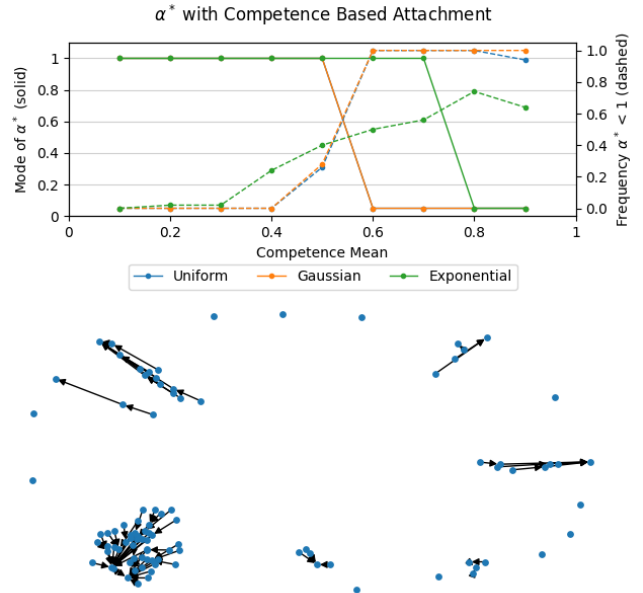 α* with Competence Based Attachment
Mode of α* (solid)
1
0.8
0.6
0.4
0.2
0
Frequency α* < 1 (dashed)
1.0
0.8
0.6
0.4
0.2
0.0
0 0.2 0.4 0.6 0.8 1
Competence Mean
Uniform Gaussian Exponential